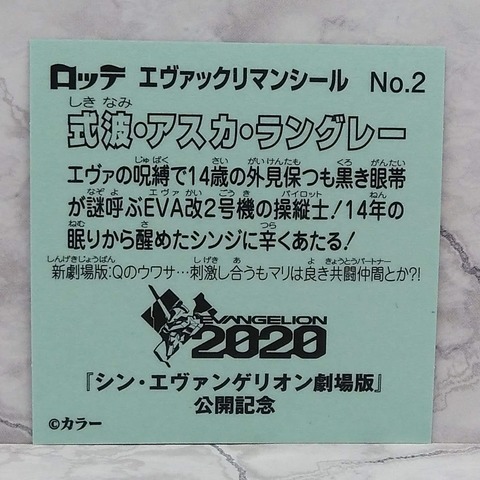 ロッテ エヴァックリマンシール No.2
しき なみ
式波・アスカ・ラングレー
じゅばく さい がいけんたも くろ がんたい
エヴァの呪縛で14歳の外見保つも黒き眼帯
なぞ よ エヴァ かい ごう き パイロット ねん
が謎呼ぶEVA改2号機の操縦士!14年の
ねむ さ つら
眠りから醒めたシンジに辛くあたる!
しんげきじょうばん しげき あ よ きょうとうパートナー
新劇場版:Qのウワサ…刺激し合うもマリは良き共闘仲間とか?!
EVANGELION
2020
『シン・エヴァンゲリオン劇場版』
公開記念
©カラー